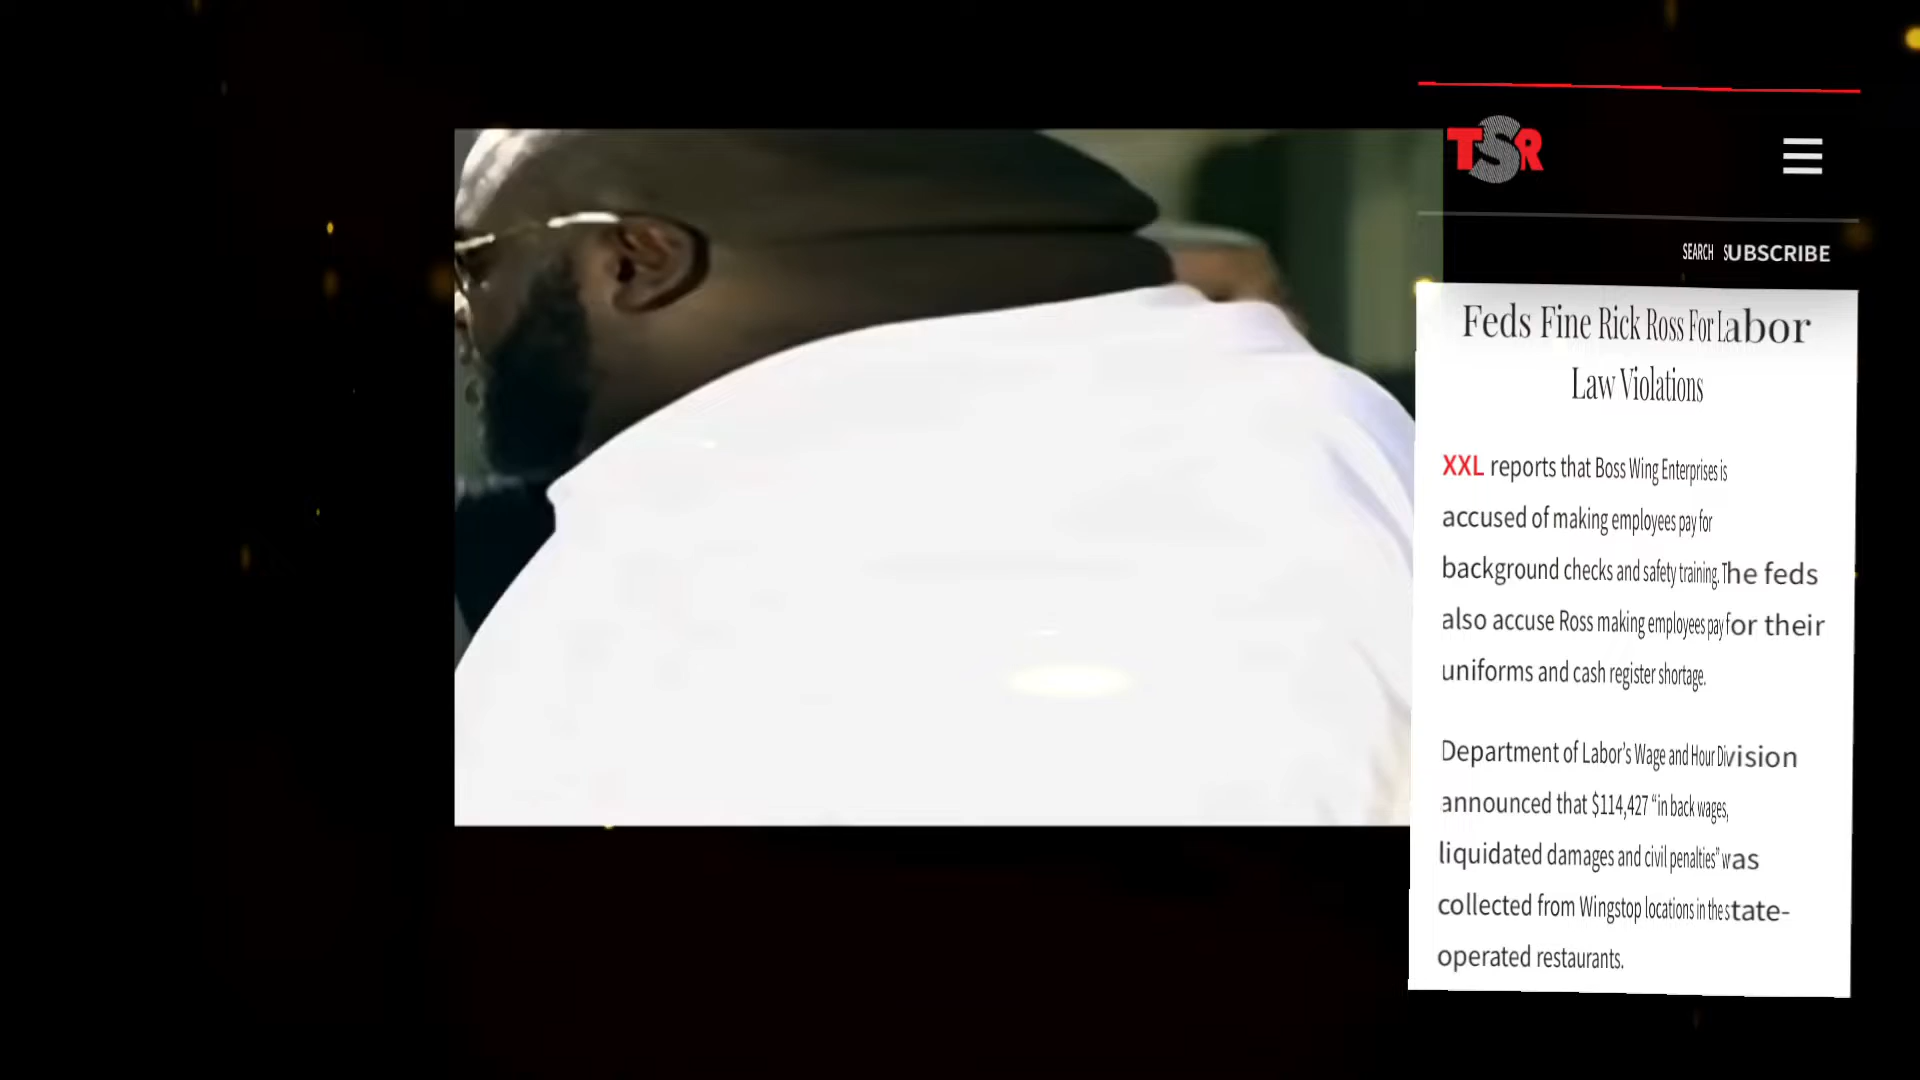 TSR
SEARCH SUBSCRIBE
Feds Fine Rick Ross For Labor
Law Violations
XXL reports that Boss Wing Enterprises is
accused of making employees pay for
background checks and safety training. The feds
also accuse Ross making employees pay for their
uniforms and cash register shortage.
Department of Labor's Wage and Hour Division
announced that $114,427 “in back wages,
liquidated damages and civil penalties” was
collected from Wingstop locations in the state-
operated restaurants.